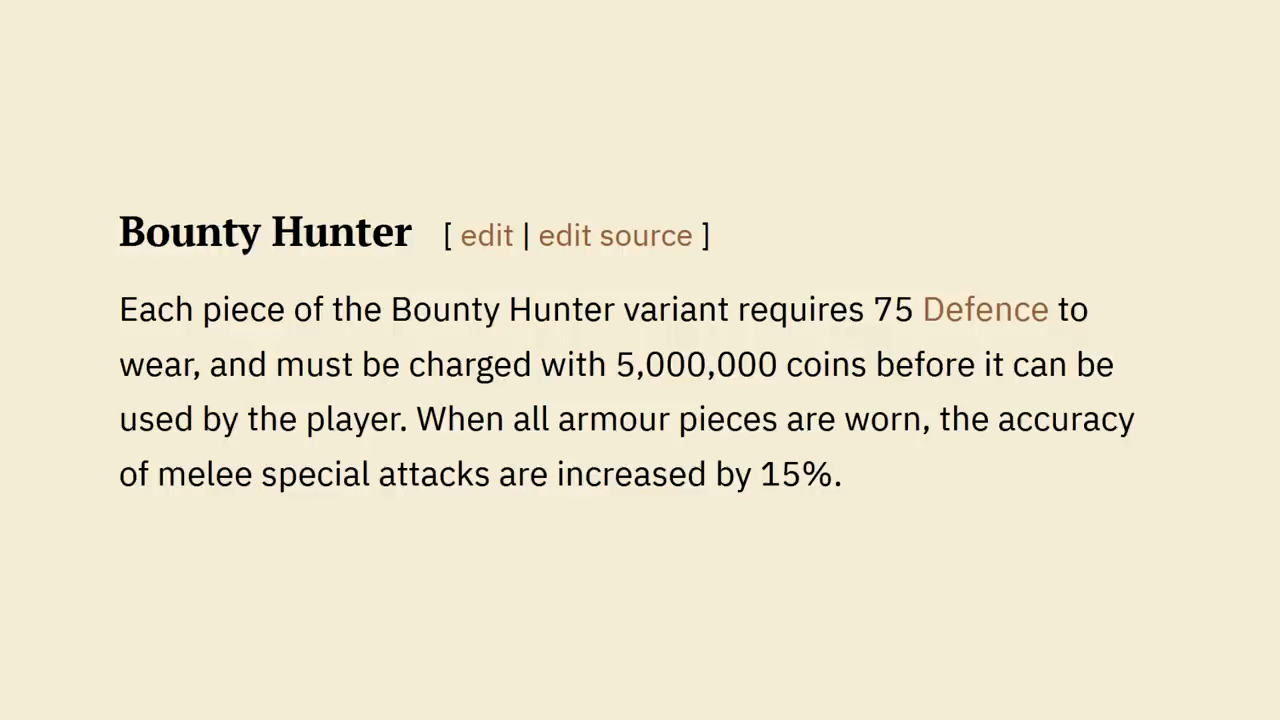 Bounty Hunter [ edit | edit source ]
Each piece of the Bounty Hunter variant requires 75 Defence to
wear, and must be charged with 5,000,000 coins before it can be
used by the player. When all armour pieces are worn, the accuracy
of melee special attacks are increased by 15%.